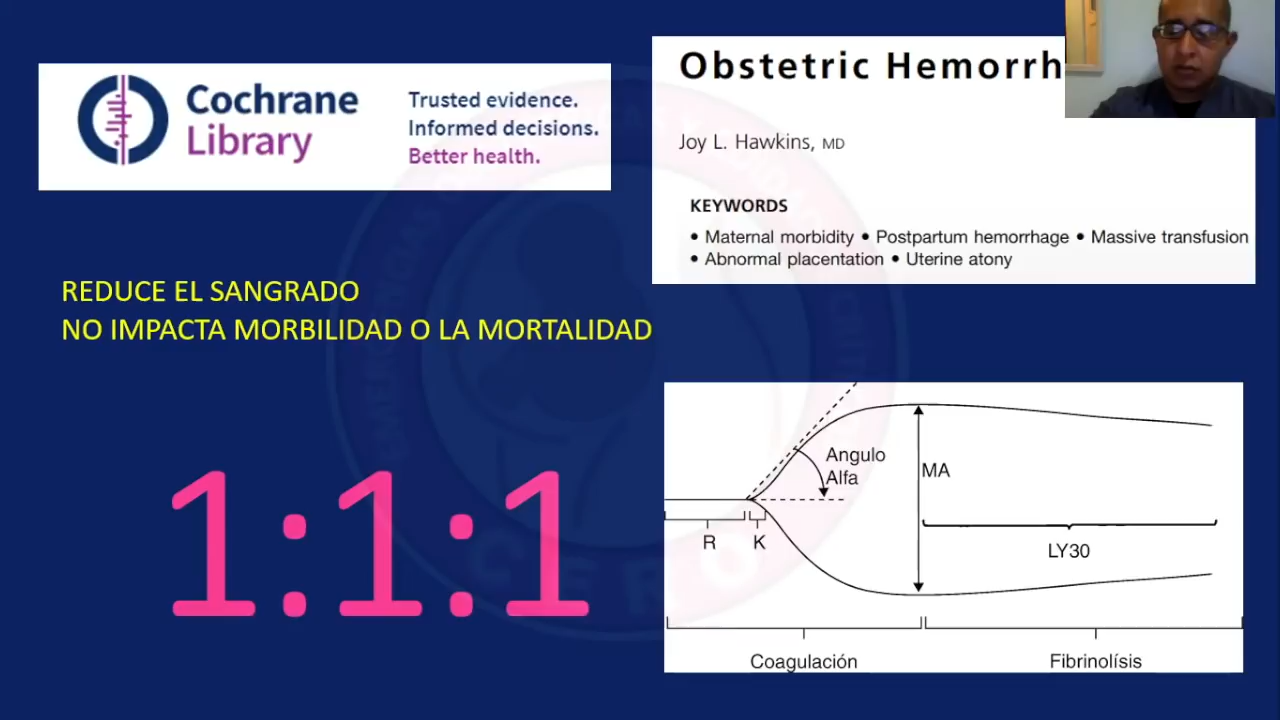 Cochrane
Library
Trusted evidence.
Informed decisions.
Better health.
Obstetric Hemorrh
Joy L. Hawkins, MD
KEYWORDS
• Maternal morbidity • Postpartum hemorrhage • Massive transfusion
• Abnormal placentation • Uterine atony
REDUCE EL SANGRADO
NO IMPACTA MORBILIDAD O LA MORTALIDAD
1:1:1
Angulo
Alfa
MA
R
K
LY30
Coagulación
Fibrinolísis
CERO